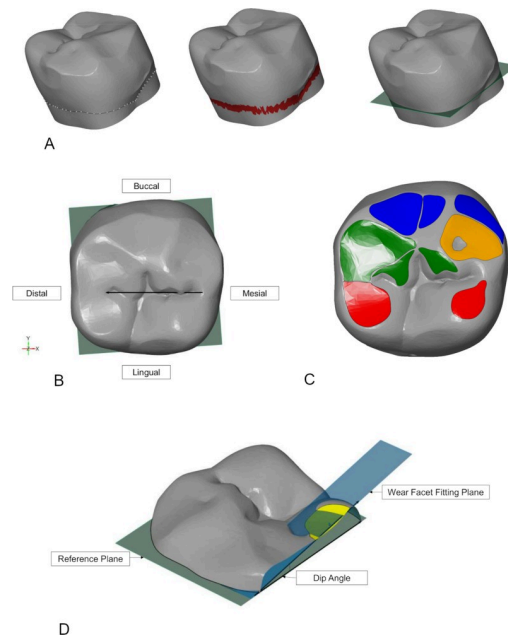 A
Buccal
Distal
Mesial
Y
X
Lingual
B
C
Wear Facet Fitting Plane
Reference Plane
Dip Angle
D